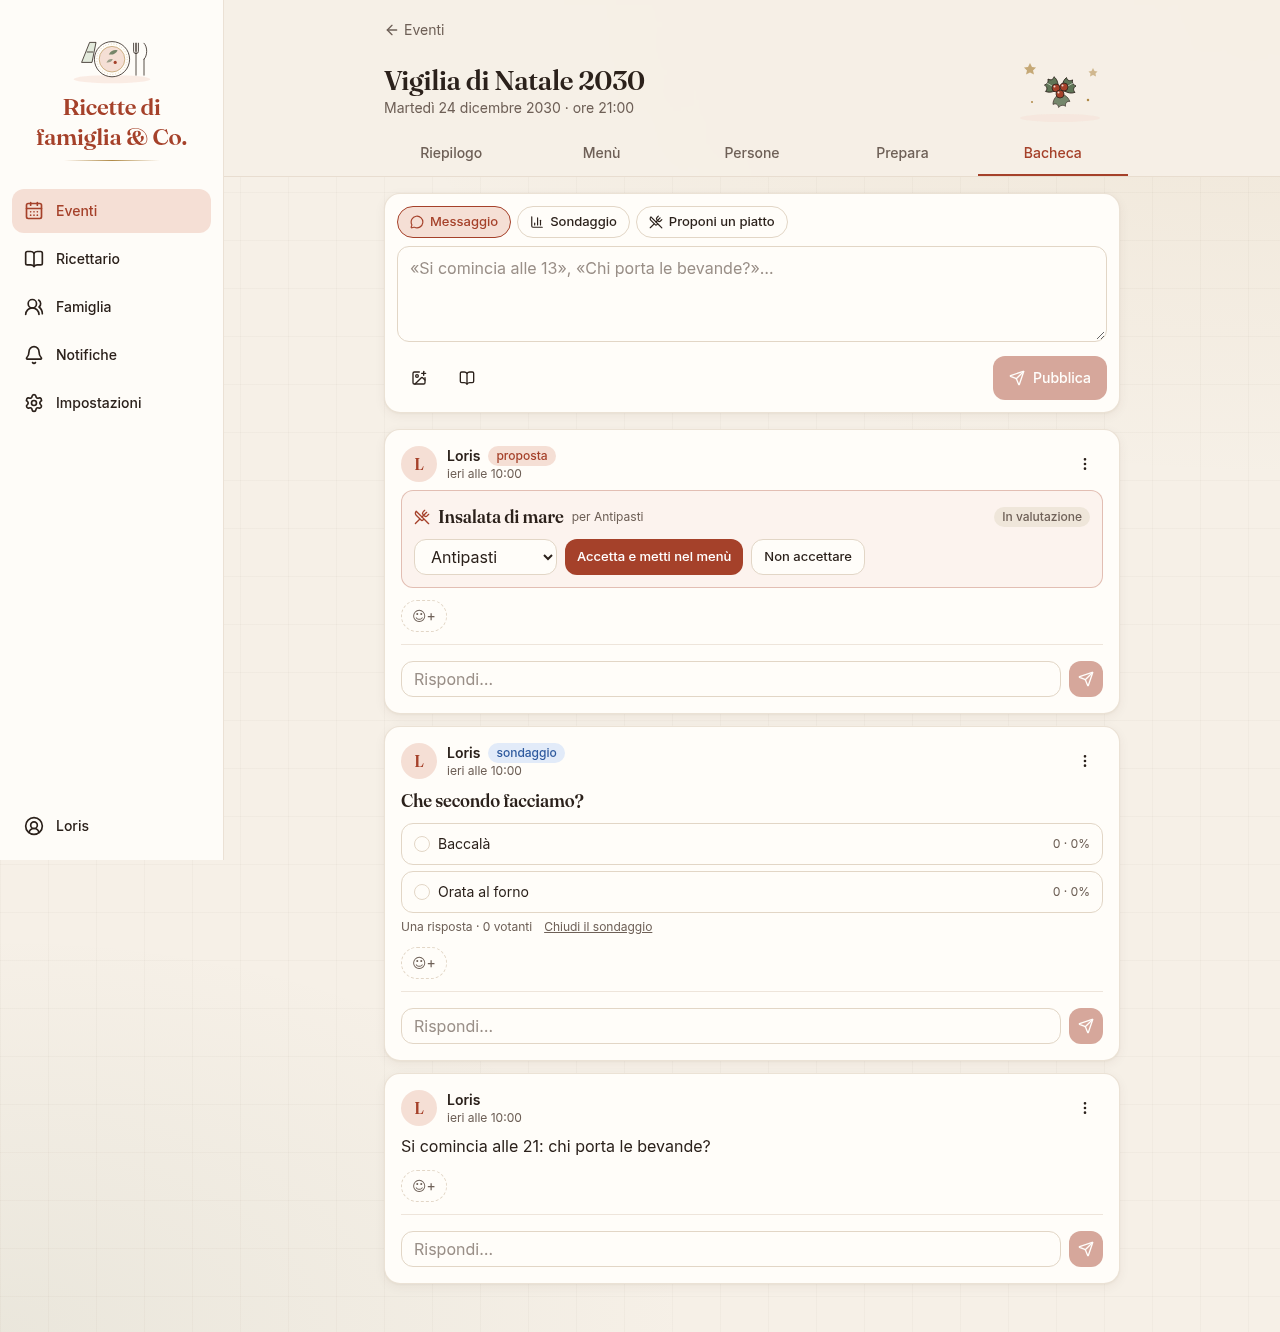 Ricette di
famiglia & Co.
Eventi
Ricettario
Famiglia
Notifiche
Impostazioni
Loris
Eventi
Vigilia di Natale 2030
Martedì 24 dicembre 2030 · ore 21:00
Riepilogo
Menù
Persone
Prepara
Bacheca
Messaggio
Sondaggio
Proponi un piatto
«Si comincia alle 13», «Chi porta le bevande?»…
Pubblica
L
Loris
proposta
ieri alle 10:00
Insalata di mare
per Antipasti
In valutazione
Antipasti
Accetta e metti nel menù
Non accettare
+
Rispondi…
L
Loris
sondaggio
ieri alle 10:00
Che secondo facciamo?
Baccalà
0 · 0%
Orata al forno
0 · 0%
Una risposta · 0 votanti
Chiudi il sondaggio
+
Rispondi…
L
Loris
ieri alle 10:00
Si comincia alle 21: chi porta le bevande?
+
Rispondi…